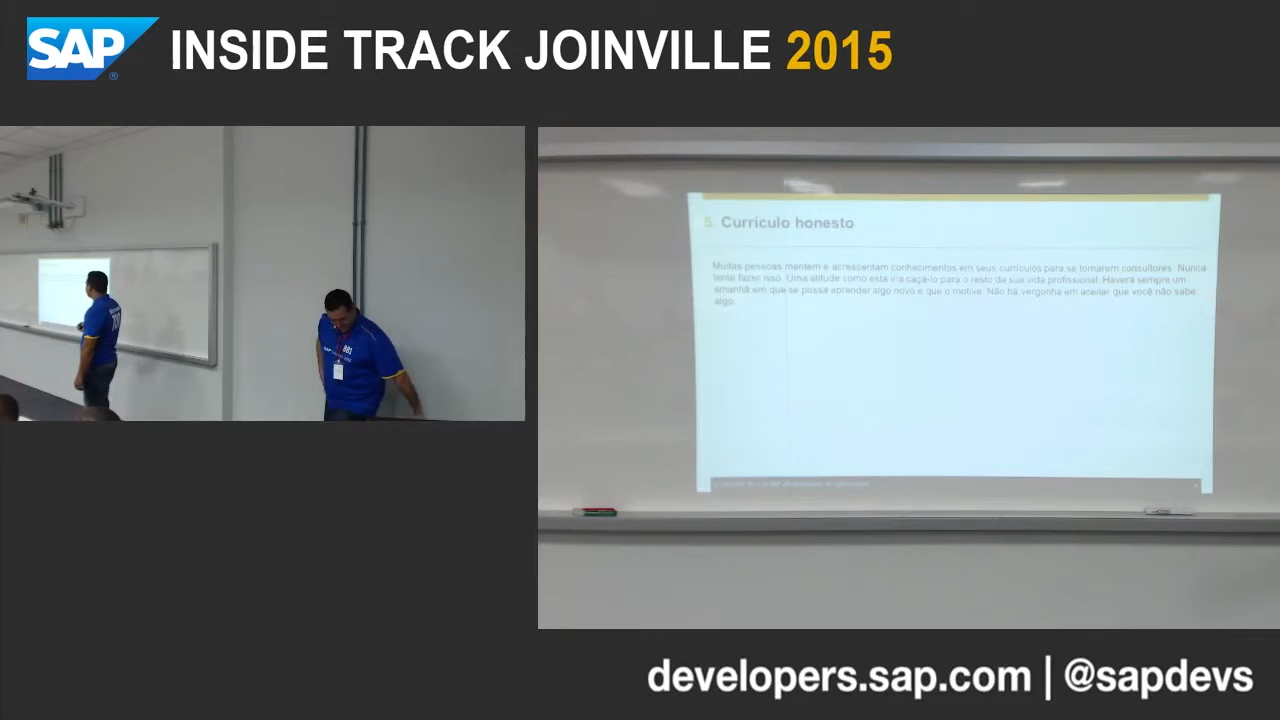 SAP
INSIDE TRACK JOINVILLE 2015
5. Currículo honesto
Muitas pessoas mentem e acrescentam conhecimentos em seus currículos para se tornarem consultores. Nunca
tente fazer isso. Uma atitude como esta iria caçá-lo para o resto da sua vida profissional. Haverá sempre um
amanhã em que se possa aprender algo novo e que o motive. Não há vergonha em aceitar que você não sabe
algo.
SAP
developers.sap.com | @sapdevs